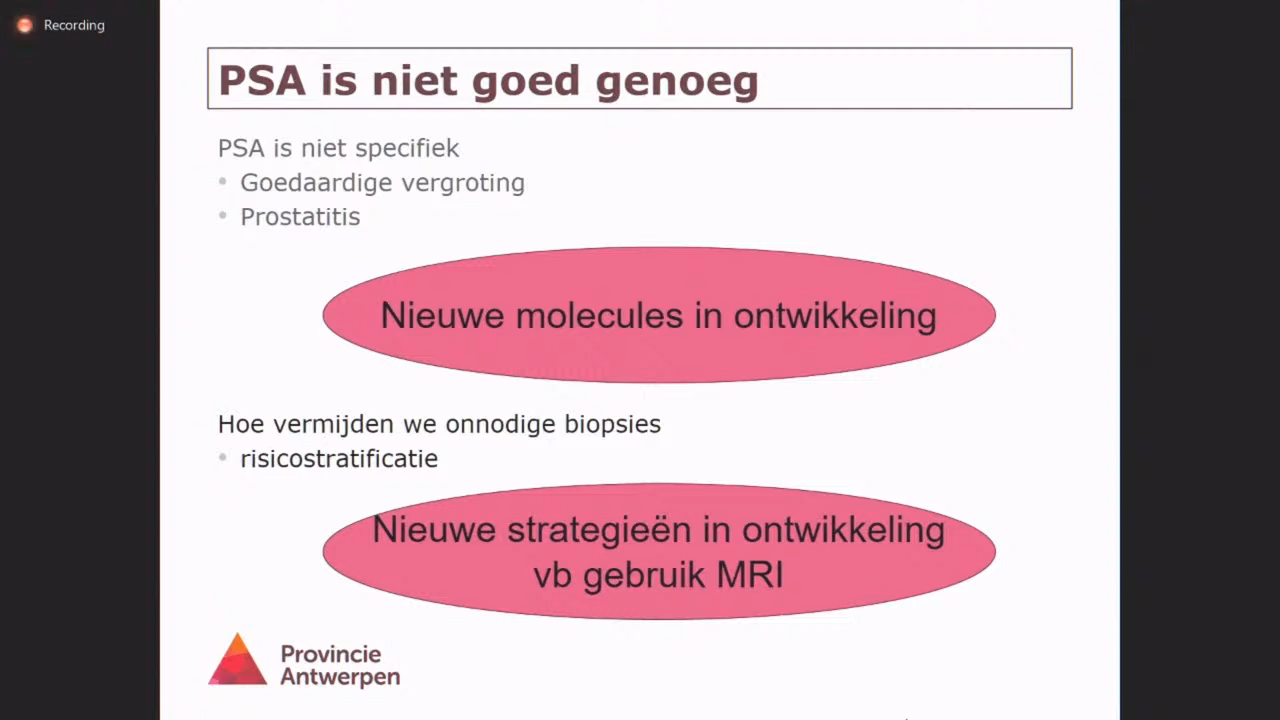 Recording
PSA is niet goed genoeg
PSA is niet specifiek
• Goedaardige vergroting
• Prostatitis
Nieuwe molecules in ontwikkeling
Hoe vermijden we onnodige biopsies
• risicostratificatie
Nieuwe strategieën in ontwikkeling
vb gebruik MRI
Provincie
Antwerpen